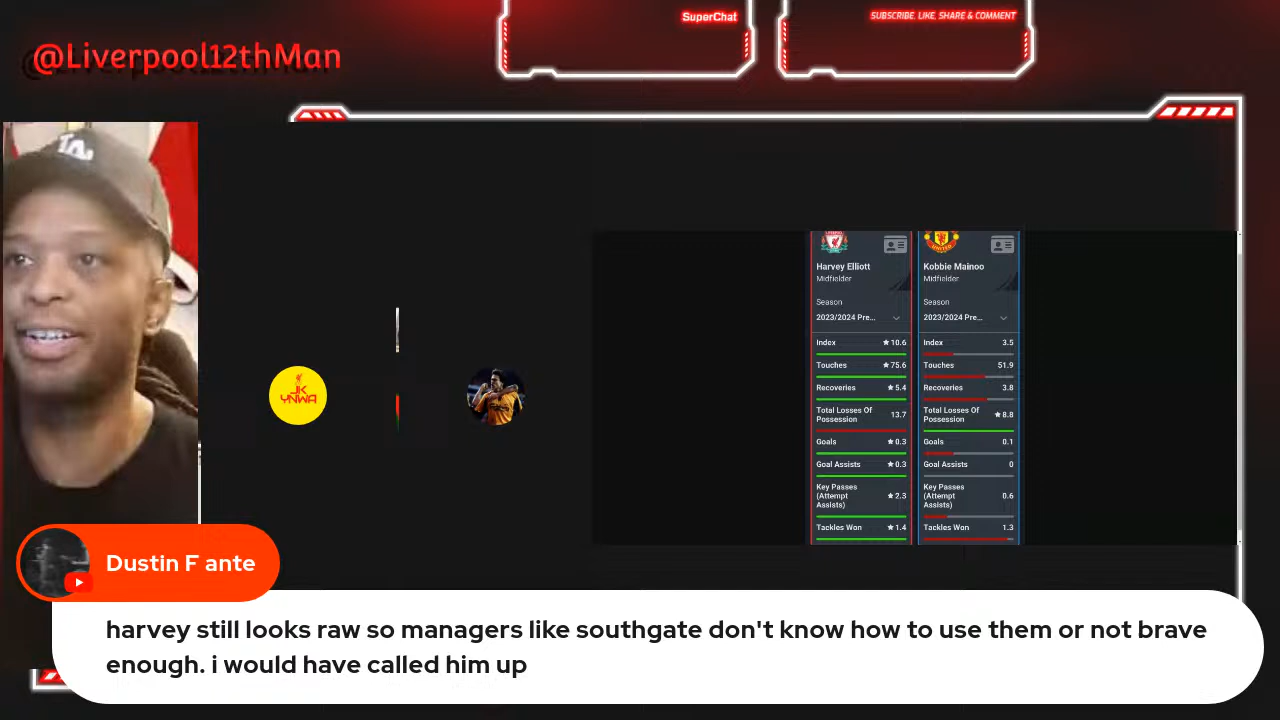 SuperChat
SUBSCRIBE, LIKE, SHARE & COMMENT
@Liverpool12thMan
LA
Harvey Elliott
Midfielder
Season
2023/2024 Pre...
Index ★ 10.6
Touches ★ 75.6
Recoveries ★ 5.4
Total Losses Of
Possession 13.7
Goals ★ 0.3
Goal Assists ★ 0.3
Key Passes
(Attempt
Assists) ★ 2.3
Tackles Won ★ 1.4
Kobbie Mainoo
Midfielder
Season
2023/2024 Pre...
Index 3.5
Touches 51.9
Recoveries 3.8
Total Losses Of
Possession ★ 8.8
Goals 0.1
Goal Assists 0
Key Passes
(Attempt
Assists) 0.6
Tackles Won 1.3
JK
YNWA
Dustin F ante
harvey still looks raw so managers like southgate don't know how to use them or not brave
enough. i would have called him up